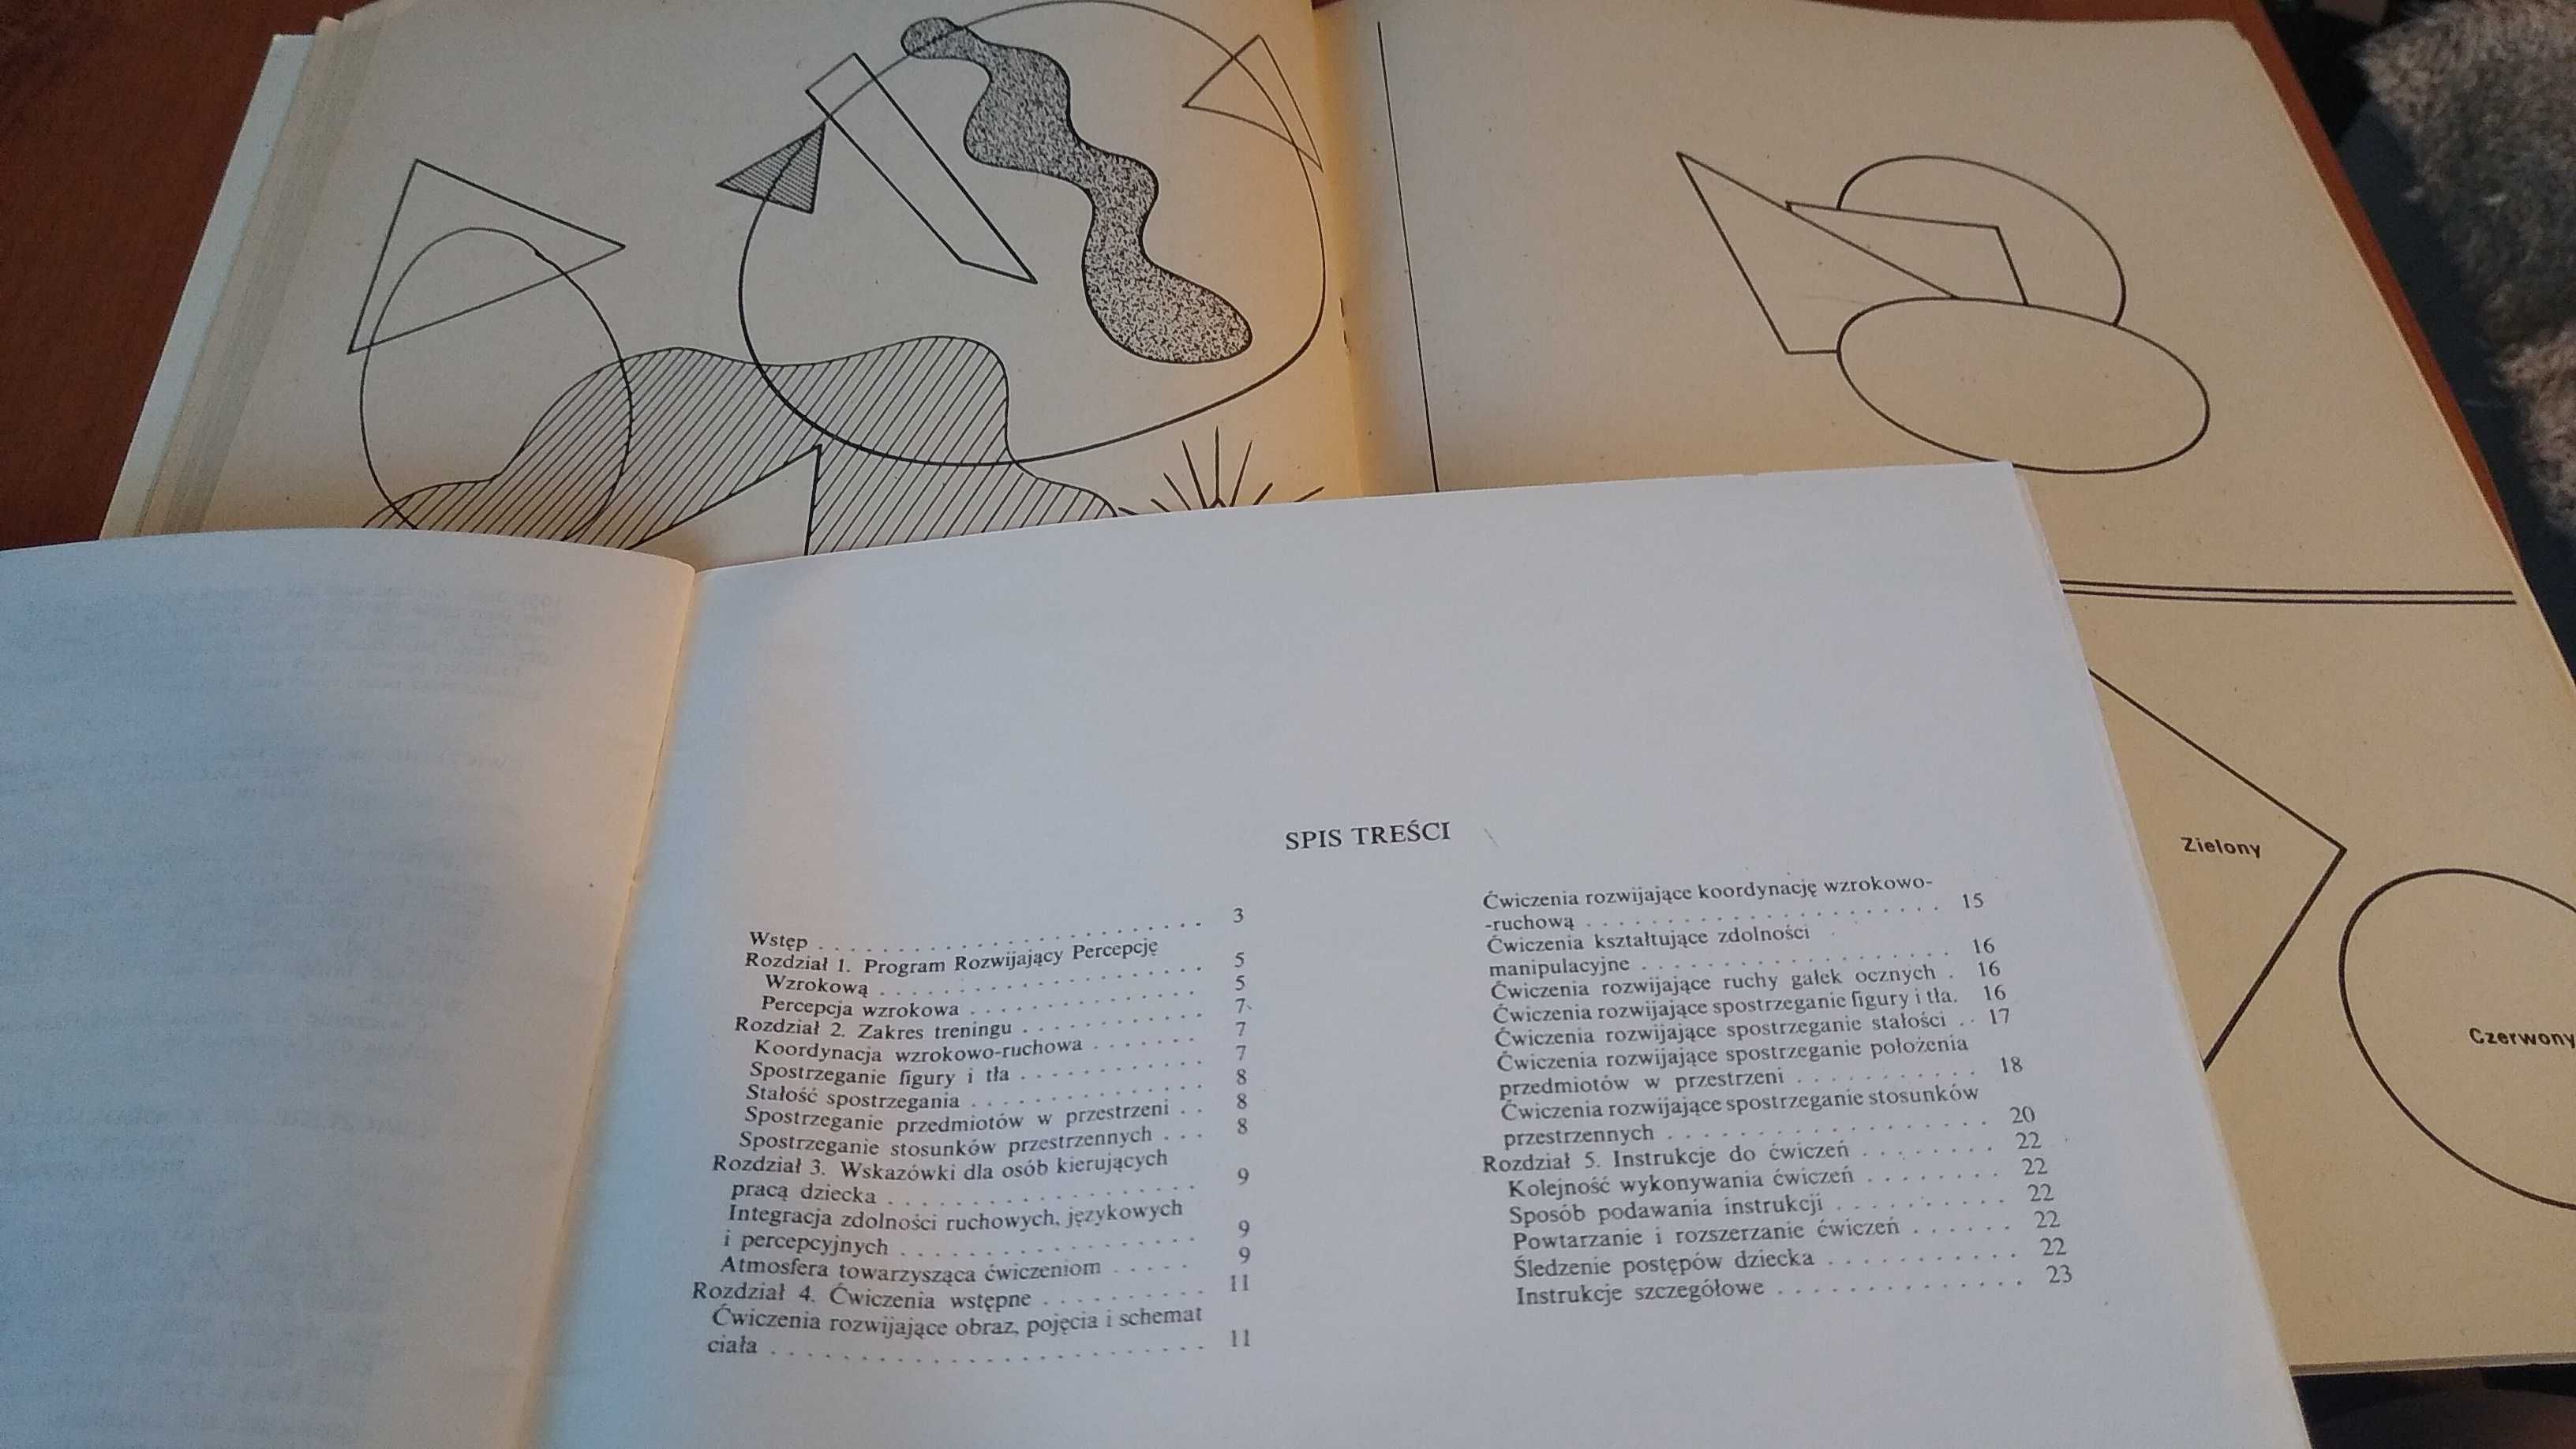 SPIS TREŚCI
Wstęp . . . . . . . . . . . . . . . . . . . . . . . . . 3
Rozdział 1. Program Rozwijający Percepcję
Wzrokową . . . . . . . . . . . . . . . . . . . . . 5
Percepcja wzrokowa . . . . . . . . . . . . . . . 5
Rozdział 2. Zakres treningu . . . . . . . . . . . . 7
Koordynacja wzrokowo-ruchowa . . . . . . . 7
Spostrzeganie figury i tła . . . . . . . . . . . . 7
Stałość spostrzegania . . . . . . . . . . . . . . . 8
Spostrzeganie przedmiotów w przestrzeni . . 8
Spostrzeganie stosunków przestrzennych . . . 8
Rozdział 3. Wskazówki dla osób kierujących
pracą dziecka . . . . . . . . . . . . . . . . . . . 9
Integracja zdolności ruchowych, językowych
i percepcyjnych . . . . . . . . . . . . . . . . . . 9
Atmosfera towarzysząca ćwiczeniom . . . . . 9
Rozdział 4. Ćwiczenia wstępne . . . . . . . . . . 11
Ćwiczenia rozwijające obraz, pojęcia i schemat
ciała . . . . . . . . . . . . . . . . . . . . . . . . . 11
Ćwiczenia rozwijające koordynację wzrokowo-
-ruchową . . . . . . . . . . . . . . . . . . . . . . 15
Ćwiczenia kształtujące zdolności
manipulacyjne . . . . . . . . . . . . . . . . . . . 16
Ćwiczenia rozwijające ruchy gałek ocznych . 16
Ćwiczenia rozwijające spostrzeganie figury i tła. 16
Ćwiczenia rozwijające spostrzeganie stałości . . 17
Ćwiczenia rozwijające spostrzeganie położenia
przedmiotów w przestrzeni . . . . . . . . . . . 18
Ćwiczenia rozwijające spostrzeganie stosunków
przestrzennych . . . . . . . . . . . . . . . . . . 20
Rozdział 5. Instrukcje do ćwiczeń . . . . . . . . 22
Kolejność wykonywania ćwiczeń . . . . . . . 22
Sposób podawania instrukcji . . . . . . . . . . 22
Powtarzanie i rozszerzanie ćwiczeń . . . . . . 22
Śledzenie postępów dziecka . . . . . . . . . . . 22
Instrukcje szczegółowe . . . . . . . . . . . . . . 23
Zielony
Czerwony